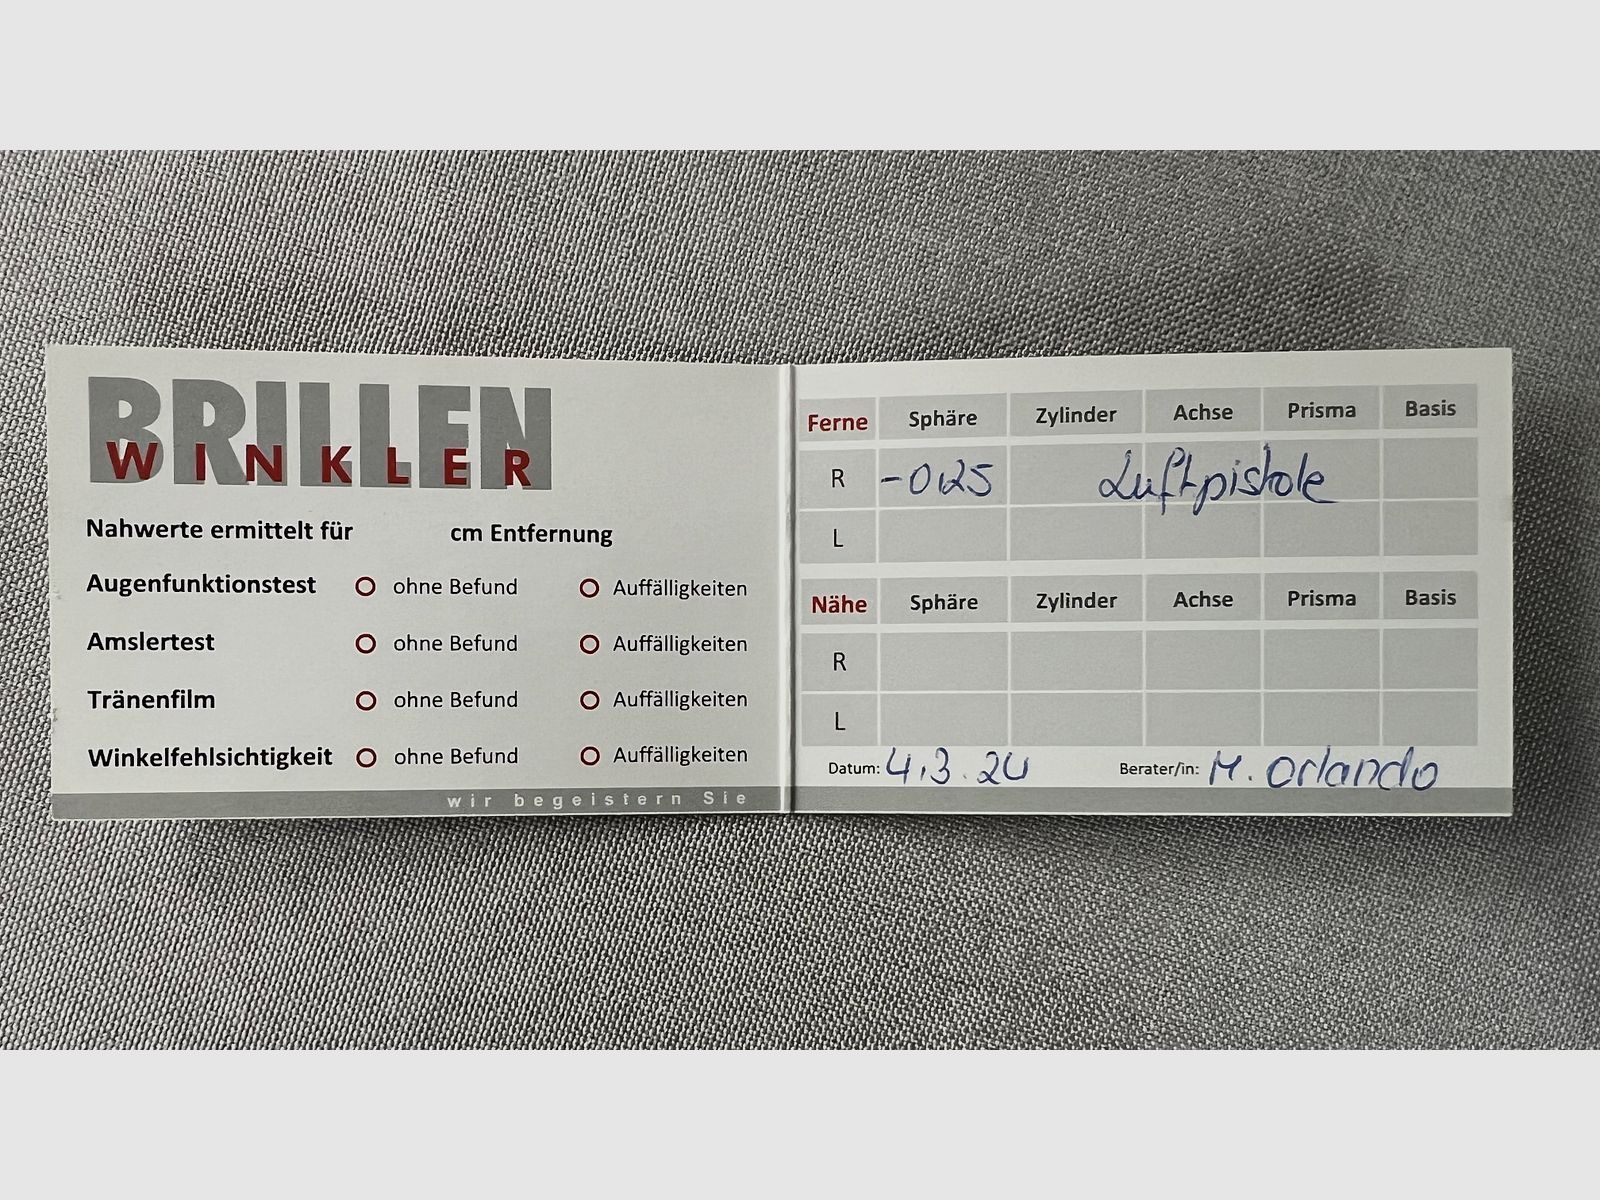 BRILLEN
WINKLER
Nahwerte ermittelt für cm Entfernung
Augenfunktionstest ohne Befund Auffälligkeiten
Amslertest ohne Befund Auffälligkeiten
Tränenfilm ohne Befund Auffälligkeiten
Winkelfehlsichtigkeit ohne Befund Auffälligkeiten
wir begeistern Sie
Ferne Sphäre Zylinder Achse Prisma Basis
R -0,25 Luftpistole
L
Nähe Sphäre Zylinder Achse Prisma Basis
R
L
Datum: 4.3.24 Berater/in: M. Orlando